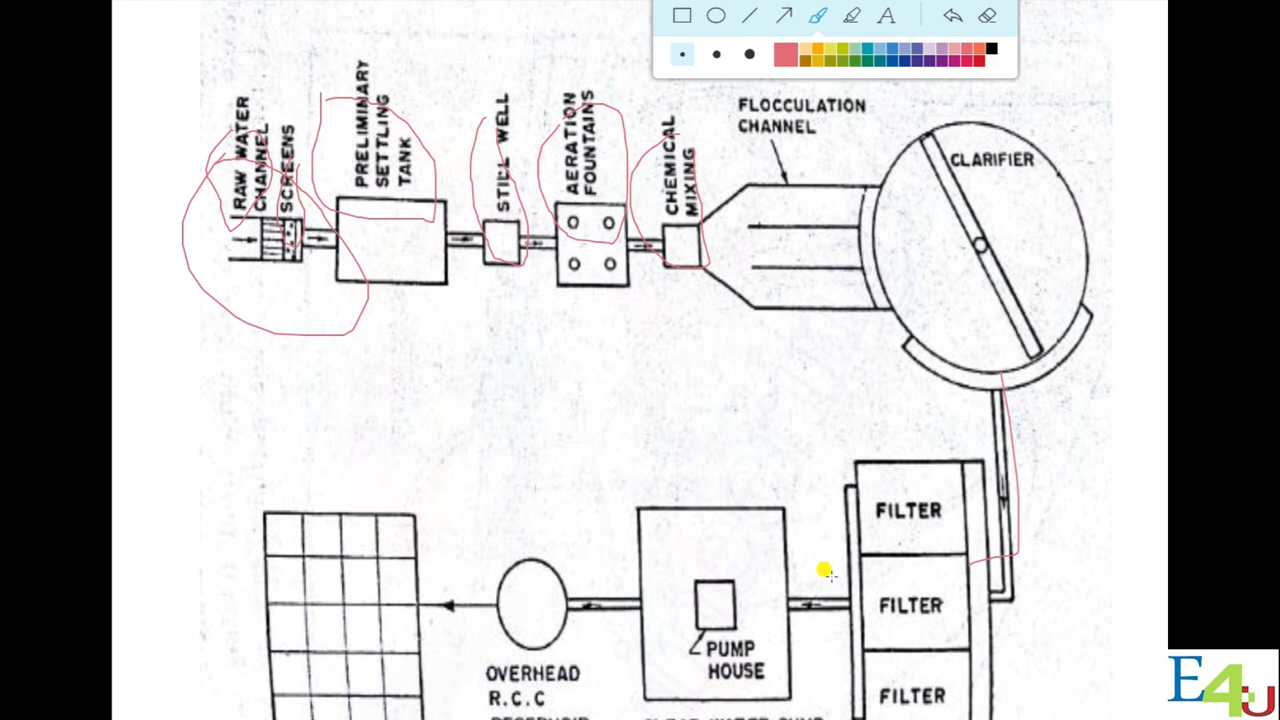 A
RAW WATER
CHANNEL
SCREENS
PRELIMINARY
SETTLING
TANK
STILL WELL
AERATION
FOUNTAINS
CHEMICAL
MIXING
FLOCCULATION
CHANNEL
CLARIFIER
FILTER
FILTER
FILTER
PUMP
HOUSE
OVERHEAD
R.C.C
E4U